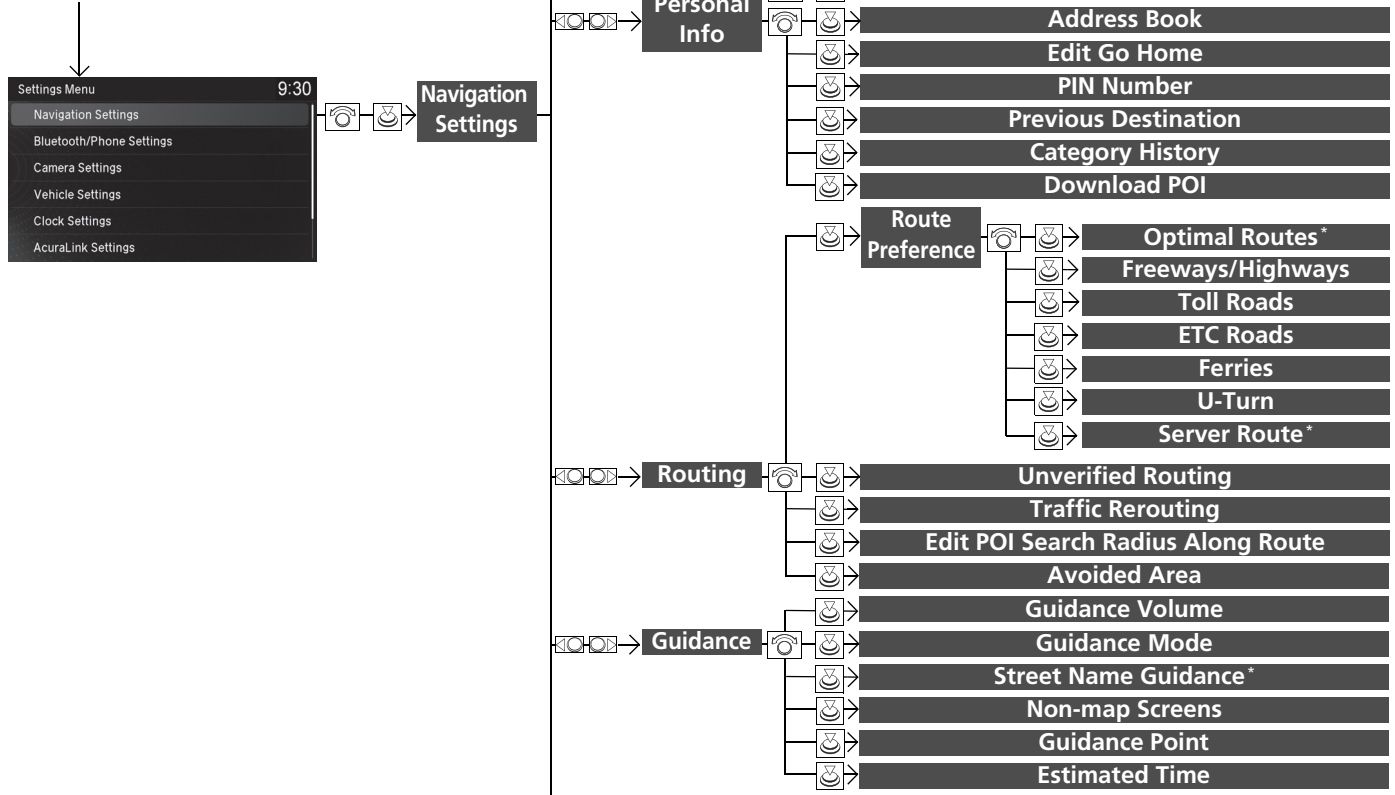 Personal
Info
Address Book
Edit Go Home
PIN Number
Previous Destination
Category History
Download POI
Settings Menu 9:30
Navigation Settings
Bluetooth/Phone Settings
Camera Settings
Vehicle Settings
Clock Settings
AcuraLink Settings
Navigation
Settings
Route
Preference
Optimal Routes*
Freeways/Highways
Toll Roads
ETC Roads
Ferries
U-Turn
Server Route*
Routing
Unverified Routing
Traffic Rerouting
Edit POI Search Radius Along Route
Avoided Area
Guidance
Guidance Volume
Guidance Mode
Street Name Guidance*
Non-map Screens
Guidance Point
Estimated Time